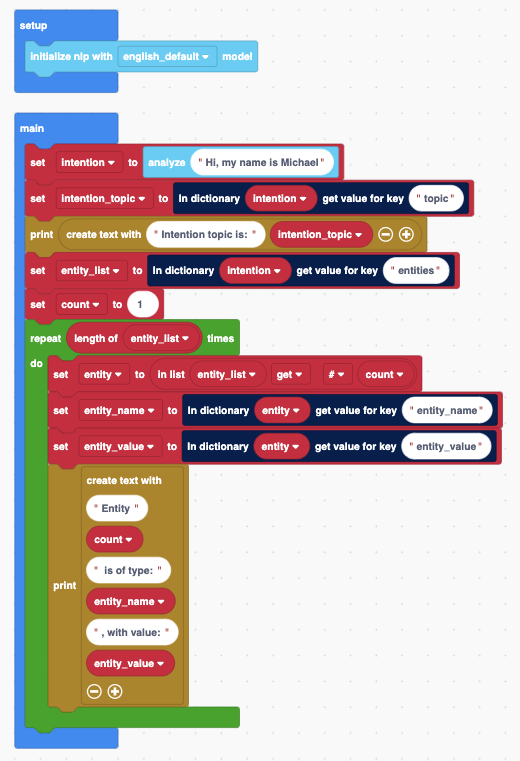 setup
initialize nlp with english_default model
main
set intention to analyze " Hi, my name is Michael "
set intention_topic to In dictionary intention get value for key " topic "
print create text with " Intention topic is: " intention_topic
set entity_list to In dictionary intention get value for key " entities "
set count to 1
repeat length of entity_list times
do set entity to in list entity_list get # count
set entity_name to In dictionary entity get value for key " entity_name "
set entity_value to In dictionary entity get value for key " entity_value "
create text with
" Entity "
count
" is of type: "
print
entity_name
" , with value: "
entity_value